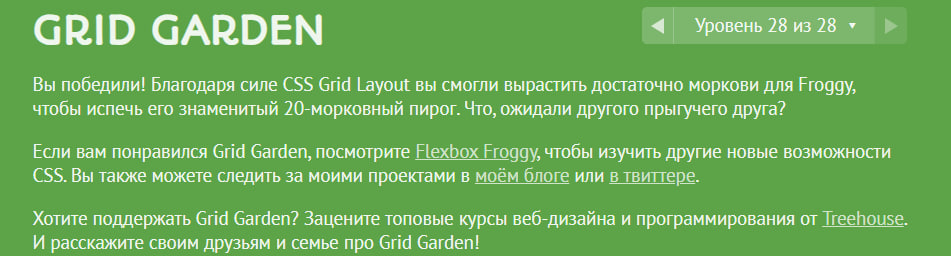 GRID GARDEN
Уровень 28 из 28
Вы победили! Благодаря силе CSS Grid Layout вы смогли вырастить достаточно моркови для Froggy,
чтобы испечь его знаменитый 20-морковный пирог. Что, ожидали другого прыгучего друга?
Если вам понравился Grid Garden, посмотрите Flexbox Froggy, чтобы изучить другие новые возможности
CSS. Вы также можете следить за моими проектами в моём блоге или в твиттере.
Хотите поддержать Grid Garden? Зацените топовые курсы веб-дизайна и программирования от Treehouse.
И расскажите своим друзьям и семье про Grid Garden!